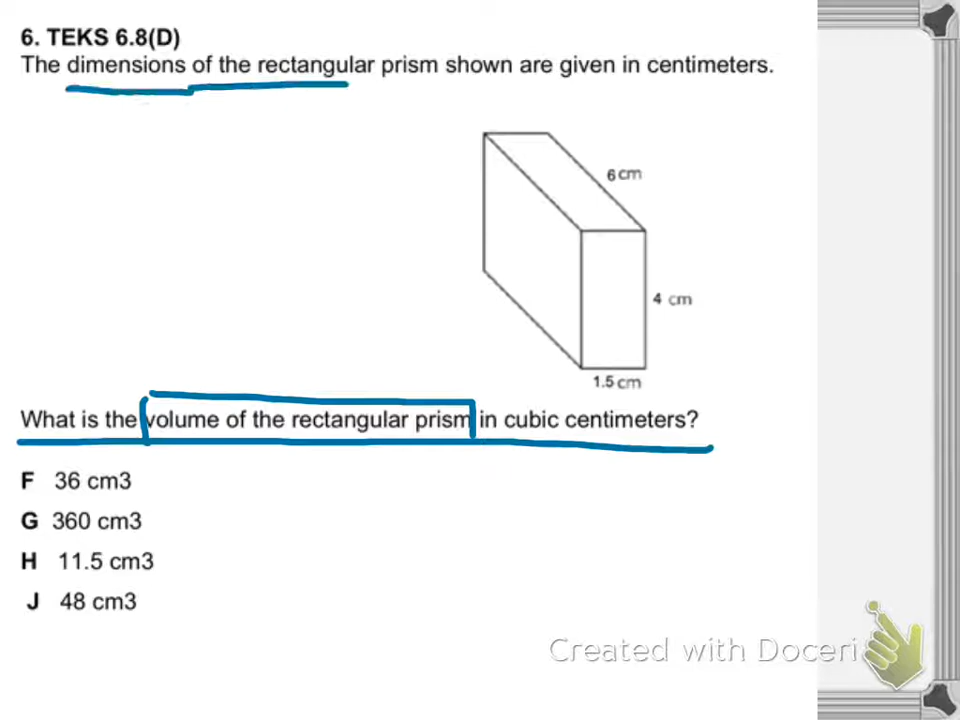 6. TEKS 6.8(D)
The dimensions of the rectangular prism shown are given in centimeters.
6 cm
4 cm
1.5 cm
What is the volume of the rectangular prism in cubic centimeters?
F 36 cm3
G 360 cm3
H 11.5 cm3
J 48 cm3
Created with Doceri